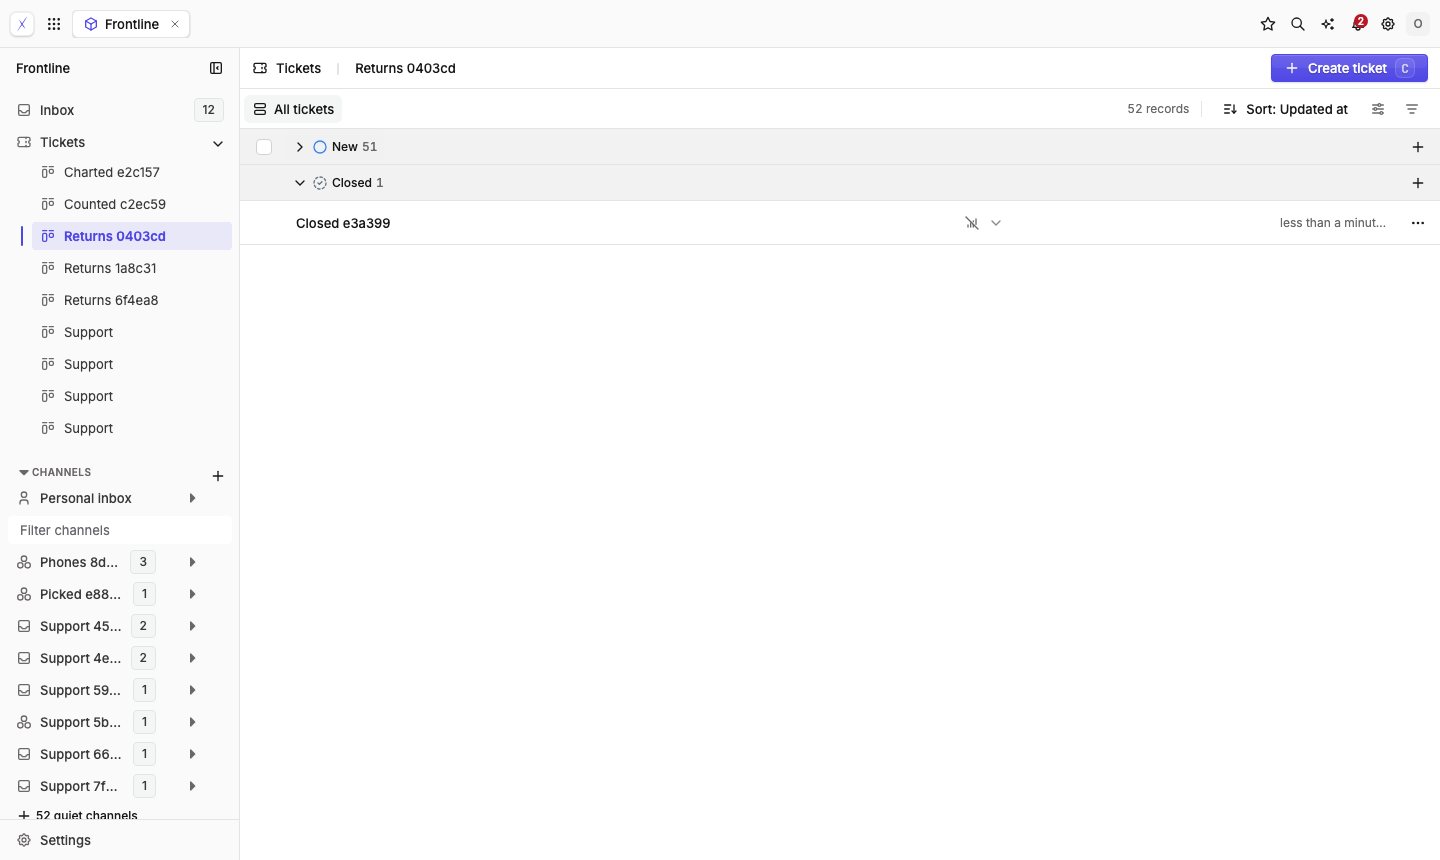 Frontline
2
O
Frontline
Inbox 12
Tickets
Charted e2c157
Counted c2ec59
Returns 0403cd
Returns 1a8c31
Returns 6f4ea8
Support
Support
Support
Support
CHANNELS
Personal inbox
Filter channels
Phones 8d... 3
Picked e88... 1
Support 45... 2
Support 4e... 2
Support 59... 1
Support 5b... 1
Support 66... 1
Support 7f... 1
52 quiet channels
Settings
Tickets | Returns 0403cd
Create ticket C
All tickets
52 records
Sort: Updated at
New 51
Closed 1
Closed e3a399
less than a minut...